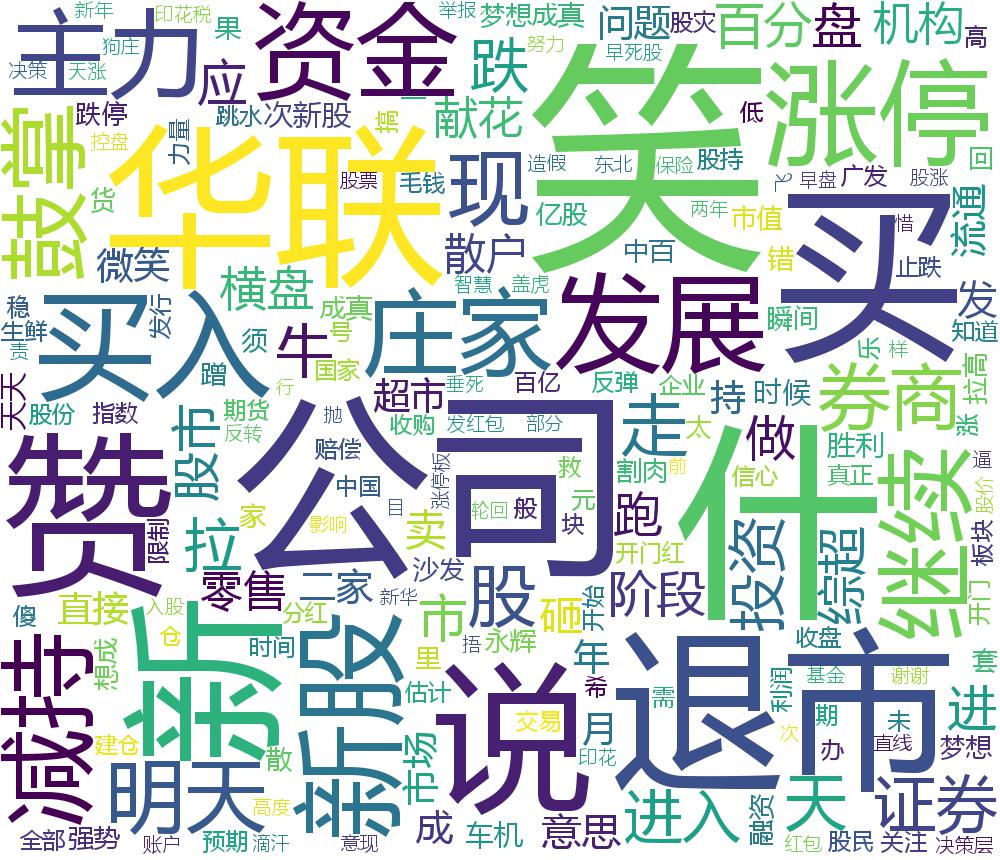 新年 印花税 果 举报 梦想成真 问题 股灾 百分 盘 机构 高
主力 狗庄 资金 跌 努力 早死股 涨停
决策 天涨 应
跌停 跳水 次新股 搞 献花 低
鼓掌 控盘 力量 笑
华联 股票 毛钱 现 造假 东北 保险 股持 飞 早盘 广发 股涨 回
货 散户 亿股 两年 市值 买 惜 流通
微笑 中百 错 止跌
横盘 智慧 盖虎
稳 买入 发行 成真 庄家 发展 瞬间 发
生鲜 须 牛 号 知道
责 蹭 国家 乐 样 拉高
天天 行 超市 垂死 百亿 反弹 企业 持 时候 券商
股份 指数 股市 期货 抛 收购 发红包 部分 走 太 做 涨
反转 公司 赔偿 胜利
赞 涨停板 救 割肉 前 信心 真正 继续 逼
中国 元 什 股价
家 影响 目 轮回 般 块 跑 板块
限制 拉 卖 开门红 投资 综超
零售 二家 沙发 股 阶段
傻 直接 入股 分红 新华 市 砸 开始 开门
仓 新 时间 新股 里 捂 永辉 收盘
减持 想成 估计 说 年 退市 利润 基金 谢谢 套
希 需
建仓 散 市场 交易 月 次 期 未 进
明天 印花 办 直线 梦想
高度 进入 融资 天 证券
全部 强势 账户 预期 滴汗 意现 成 车机 意思 红包 股民 关注 决策层